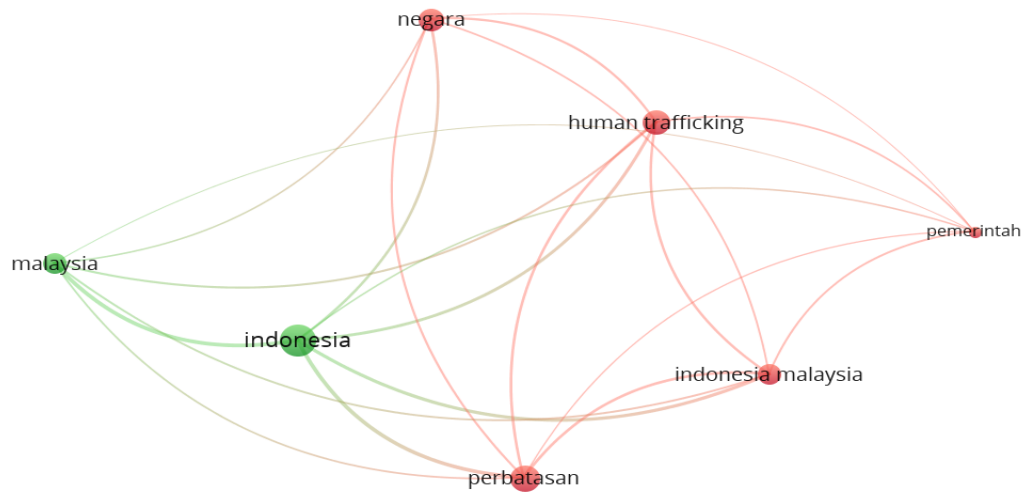 negara
human trafficking
pemerintah
malaysia
indonesia
indonesia malaysia
perbatasan